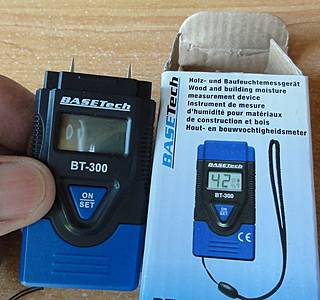 BASETech
BT-300
ON
SET
BASETech
Holz- und Baufeuchtemessgerät
Wood and building moisture
measurement device
Instrument de mesure
d'humidité pour matériaux
de construction et bois
Hout- en bouwvochtigheidsmeter
BASETech
BT-300
ON
SET
CE